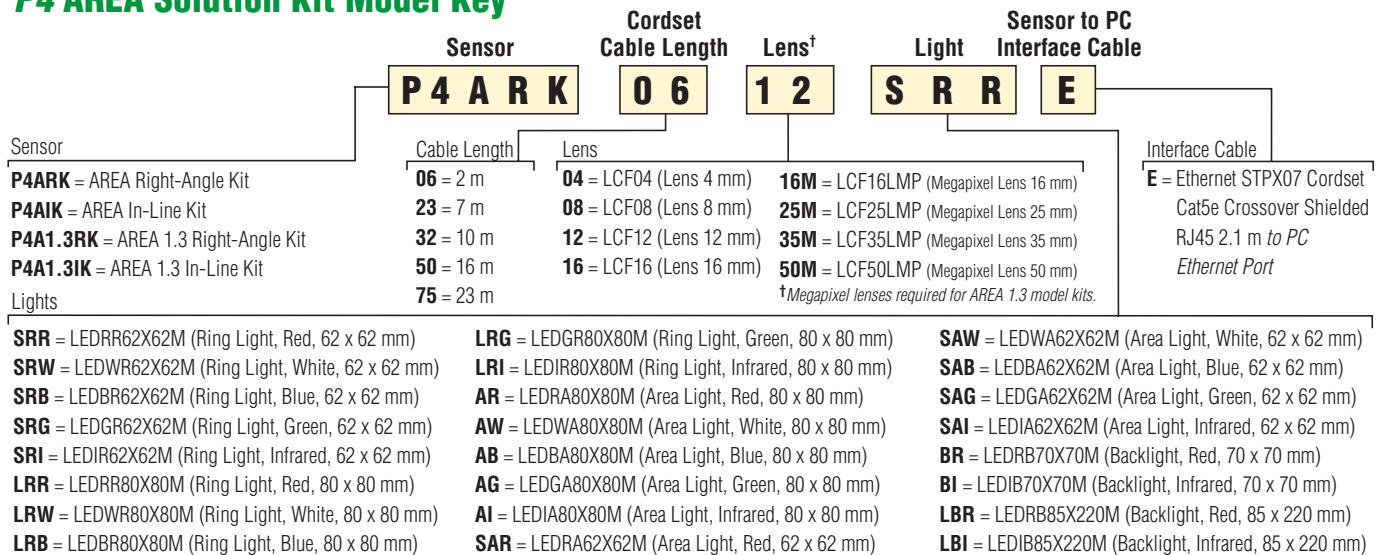 P4 AREA Solution Kit Model Key
Sensor
Cordset
Cable Length
Lens†
Light
Sensor to PC
Interface Cable
P4ARK
06
12
SRR
E
Sensor
P4ARK = AREA Right-Angle Kit
P4AIK = AREA In-Line Kit
P4A1.3RK = AREA 1.3 Right-Angle Kit
P4A1.3IK = AREA 1.3 In-Line Kit
Cable Length
06 = 2 m
23 = 7 m
32 = 10 m
50 = 16 m
75 = 23 m
Lens
04 = LCF04 (Lens 4 mm)
08 = LCF08 (Lens 8 mm)
12 = LCF12 (Lens 12 mm)
16 = LCF16 (Lens 16 mm)
16M = LCF16LMP (Megapixel Lens 16 mm)
25M = LCF25LMP (Megapixel Lens 25 mm)
35M = LCF35LMP (Megapixel Lens 35 mm)
50M = LCF50LMP (Megapixel Lens 50 mm)
†Megapixel lenses required for AREA 1.3 model kits.
Interface Cable
E = Ethernet STPX07 Cordset
Cat5e Crossover Shielded
RJ45 2.1 m to PC
Ethernet Port
Lights
SRR = LEDRR62X62M (Ring Light, Red, 62 x 62 mm)
SRW = LEDWR62X62M (Ring Light, White, 62 x 62 mm)
SRB = LEDBR62X62M (Ring Light, Blue, 62 x 62 mm)
SRG = LEDGR62X62M (Ring Light, Green, 62 x 62 mm)
SRI = LEDIR62X62M (Ring Light, Infrared, 62 x 62 mm)
LRR = LEDRR80X80M (Ring Light, Red, 80 x 80 mm)
LRW = LEDWR80X80M (Ring Light, White, 80 x 80 mm)
LRB = LEDBR80X80M (Ring Light, Blue, 80 x 80 mm)
LRG = LEDGR80X80M (Ring Light, Green, 80 x 80 mm)
LRI = LEDIR80X80M (Ring Light, Infrared, 80 x 80 mm)
AR = LEDRA80X80M (Area Light, Red, 80 x 80 mm)
AW = LEDWA80X80M (Area Light, White, 80 x 80 mm)
AB = LEDBA80X80M (Area Light, Blue, 80 x 80 mm)
AG = LEDGA80X80M (Area Light, Green, 80 x 80 mm)
AI = LEDIA80X80M (Area Light, Infrared, 80 x 80 mm)
SAR = LEDRA62X62M (Area Light, Red, 62 x 62 mm)
SAW = LEDWA62X62M (Area Light, White, 62 x 62 mm)
SAB = LEDBA62X62M (Area Light, Blue, 62 x 62 mm)
SAG = LEDGA62X62M (Area Light, Green, 62 x 62 mm)
SAI = LEDIA62X62M (Area Light, Infrared, 62 x 62 mm)
BR = LEDRB70X70M (Backlight, Red, 70 x 70 mm)
BI = LEDIB70X70M (Backlight, Infrared, 70 x 70 mm)
LBR = LEDRB85X220M (Backlight, Red, 85 x 220 mm)
LBI = LEDIB85X220M (Backlight, Infrared, 85 x 220 mm)